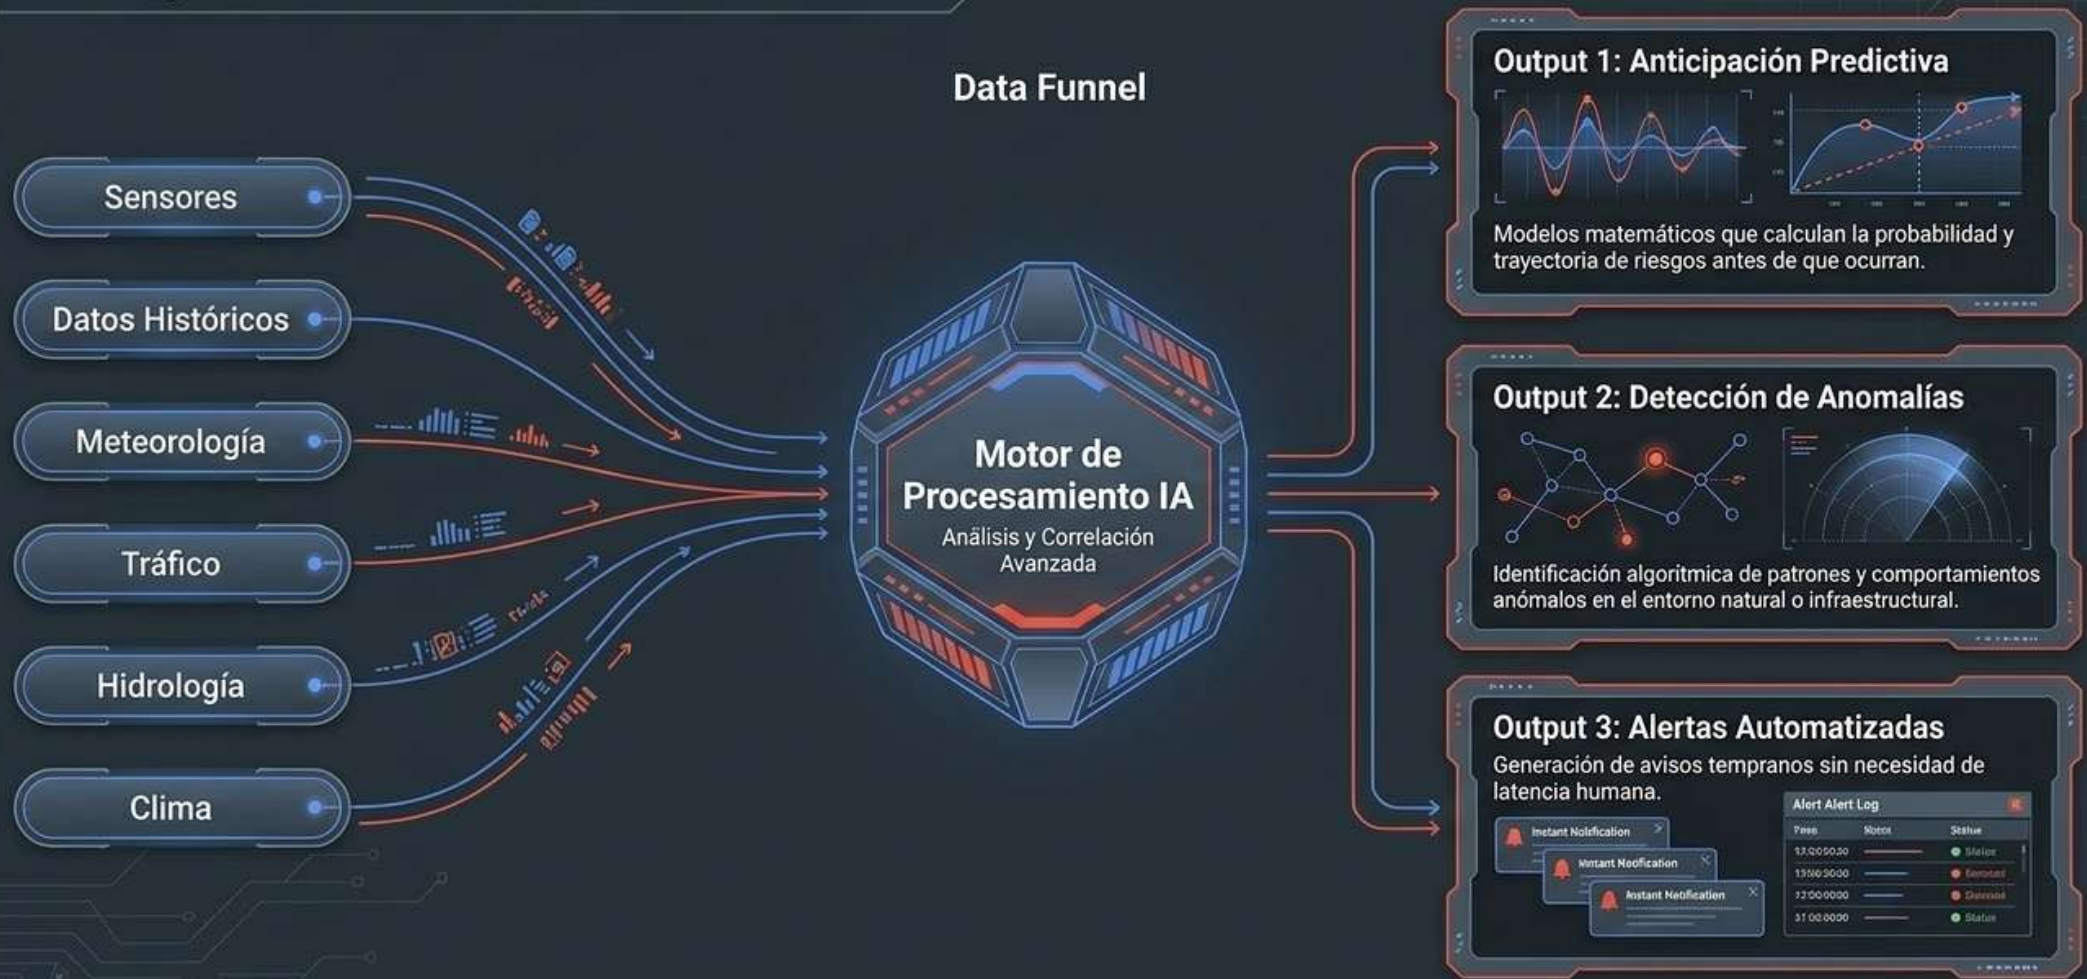 Data Funnel
Sensores
Datos Históricos
Meteorología
Tráfico
Hidrología
Clima
Motor de
Procesamiento IA
Análisis y Correlación
Avanzada
Output 1: Anticipación Predictiva
Modelos matemáticos que calculan la probabilidad y
trayectoria de riesgos antes de que ocurran.
Output 2: Detección de Anomalías
Identificación algorítmica de patrones y comportamientos
anómalos en el entorno natural o infraestructural.
Output 3: Alertas Automatizadas
Generación de avisos tempranos sin necesidad de
latencia humana.
Alert Alert Log
Status